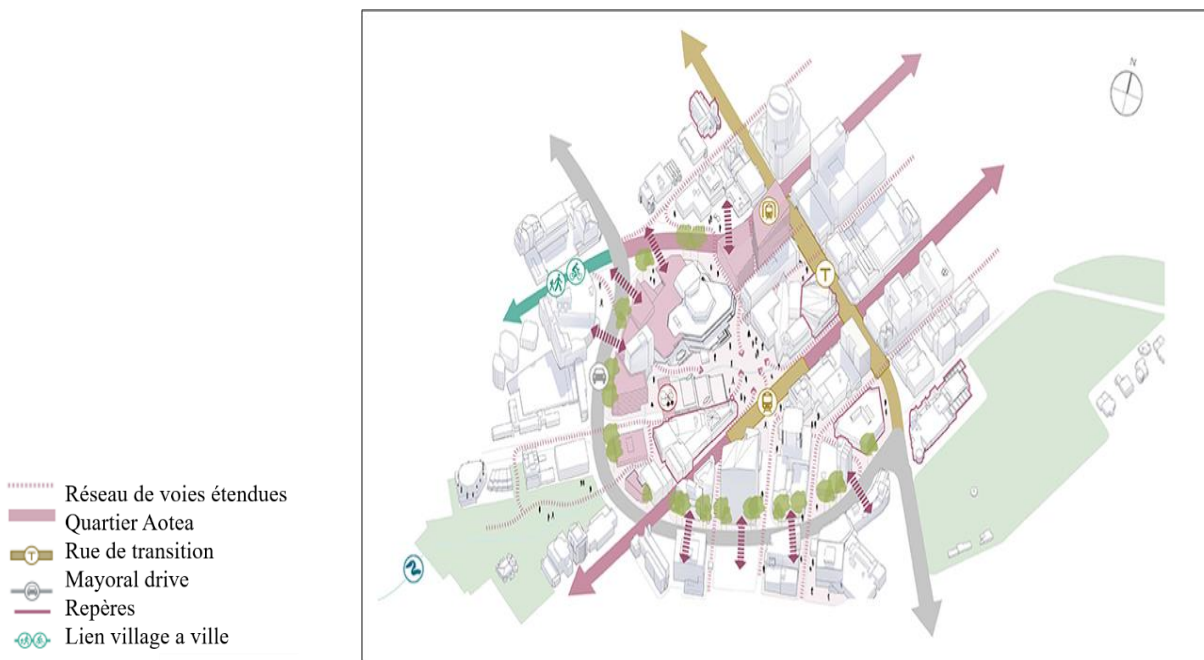 N
T
Réseau de voies étendues
Quartier Aotea
T
Rue de transition
Mayoral drive
Repères
Lien village a ville